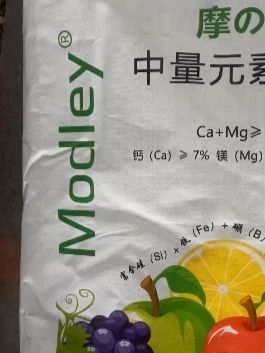 摩の
Modley®
中量元素
Ca+Mg≥
钙（Ca）≥7% 镁（Mg）
富含硅（Si）+铁（Fe）+硼（B）